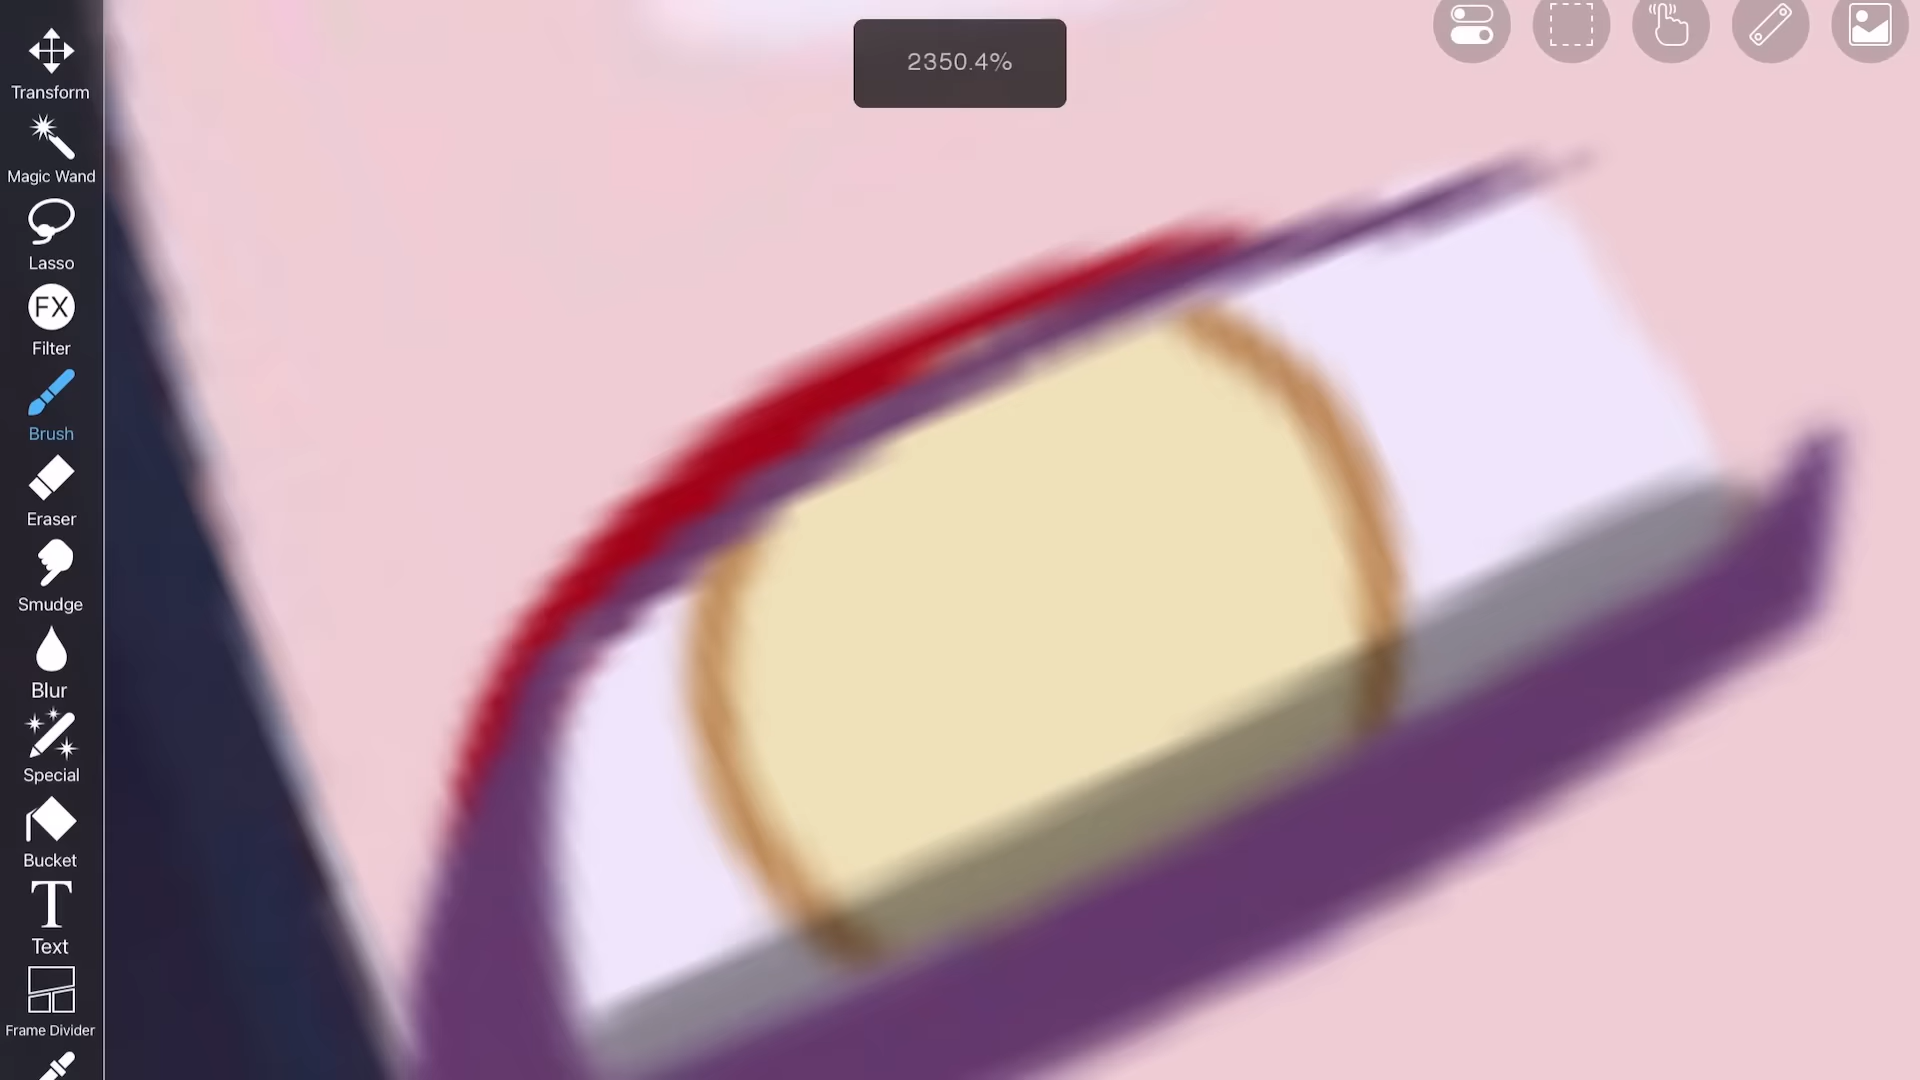 2350.4%
Transform
Magic Wand
Lasso
FX
Filter
Brush
Eraser
Smudge
Blur
Special
Bucket
T
Text
Frame Divider